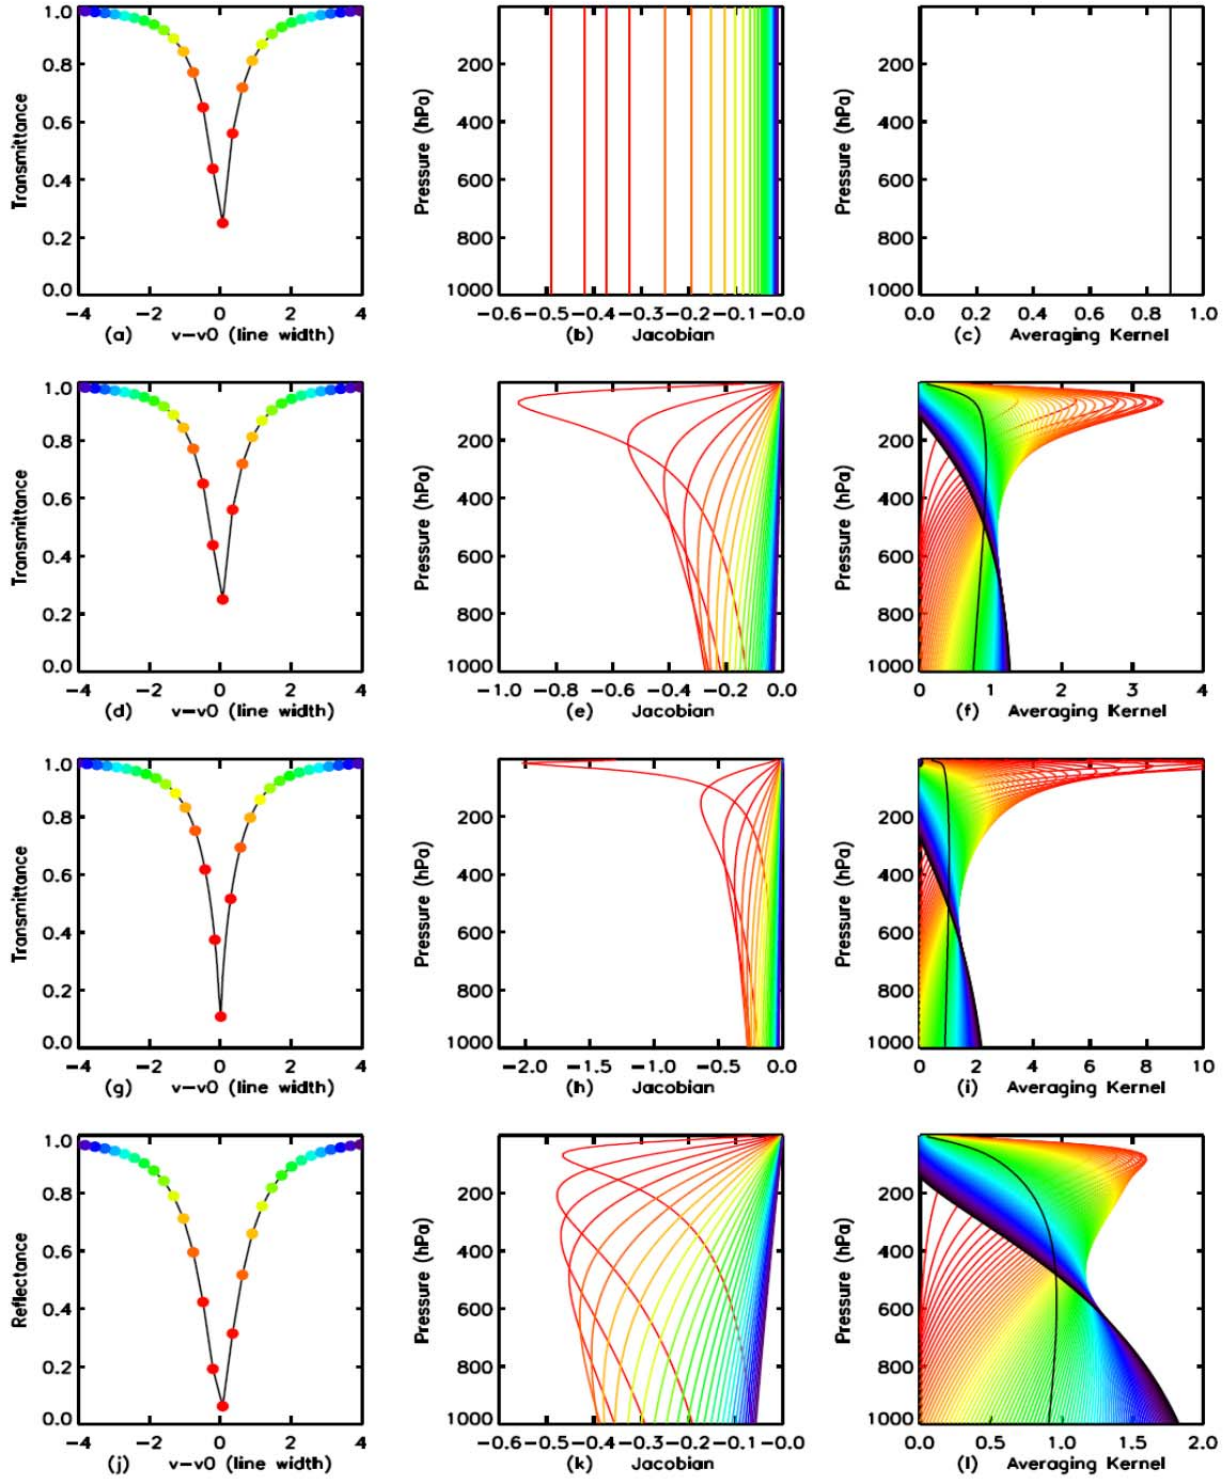 1.0
0.8
0.6
0.4
0.2
0.0
Transmittance
−4 −2 0 2 4
(a) v−v0 (line width)
200
400
600
800
1000
Pressure (hPa)
−0.6 −0.5 −0.4 −0.3 −0.2 −0.1 −0.0
(b) Jacobian
200
400
600
800
1000
Pressure (hPa)
0.0 0.2 0.4 0.6 0.8 1.0
(c) Averaging Kernel
1.0
0.8
0.6
0.4
0.2
0.0
Transmittance
−4 −2 0 2 4
(d) v−v0 (line width)
200
400
600
800
1000
Pressure (hPa)
−1.0 −0.8 −0.6 −0.4 −0.2 0.0
(e) Jacobian
200
400
600
800
1000
Pressure (hPa)
0 1 2 3 4
(f) Averaging Kernel
1.0
0.8
0.6
0.4
0.2
0.0
Transmittance
−4 −2 0 2 4
(g) v−v0 (line width)
200
400
600
800
1000
Pressure (hPa)
−2.0 −1.5 −1.0 −0.5 0.0
(h) Jacobian
200
400
600
800
1000
Pressure (hPa)
0 2 4 6 8 10
(i) Averaging Kernel
1.0
0.8
0.6
0.4
0.2
0.0
Reflectance
−4 −2 0 2 4
(j) v−v0 (line width)
200
400
600
800
1000
Pressure (hPa)
−0.6 −0.5 −0.4 −0.3 −0.2 −0.1 −0.0
(k) Jacobian
200
400
600
800
1000
Pressure (hPa)
0.0 0.5 1.0 1.5 2.0
(l) Averaging Kernel